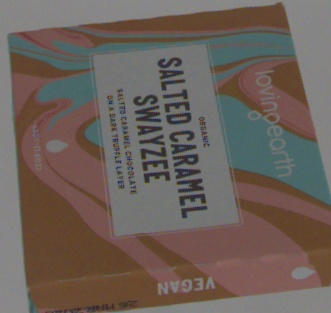 lovingearth
ORGANIC
SALTED CARAMEL
SWAYZEE
SALTED CARAMEL CHOCOLATE
ON A DARK TRUFFLE LAYER
VEGAN